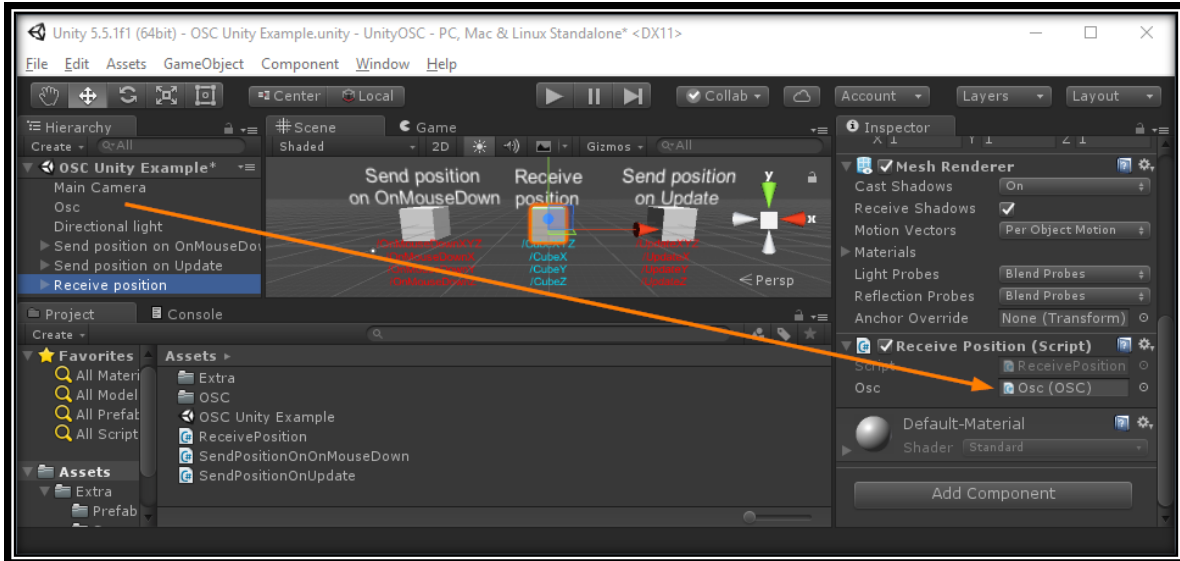 Unity 5.5.1f1 (64bit) - OSC Unity Example.unity - UnityOSC - PC, Mac & Linux Standalone* <DX11>
File Edit Assets GameObject Component Window Help
Center Local Collab Account Layers Layout
Hierarchy
Create All
OSC Unity Example*
Main Camera
Osc
Directional light
Send position on OnMouseDo
Send position on Update
Receive position
Scene Game
Shaded 2D Gizmos All
Send position
on OnMouseDown
Receive
position
Send position
on Update
y
x
Persp
/CubeX
/CubeY
/CubeZ
Inspector
X 1 Y 1 Z 1
Mesh Renderer
Cast Shadows On
Receive Shadows
Motion Vectors Per Object Motion
Materials
Light Probes Blend Probes
Reflection Probes Blend Probes
Anchor Override None (Transform)
Receive Position (Script)
Script ReceivePosition
Osc Osc (OSC)
Default-Material
Shader Standard
Add Component
Project Console
Create
Favorites
All Materi
All Model
All Prefab
All Script
Assets
Extra
Prefab
Assets
Extra
OSC
OSC Unity Example
ReceivePosition
SendPositionOnOnMouseDown
SendPositionOnUpdate